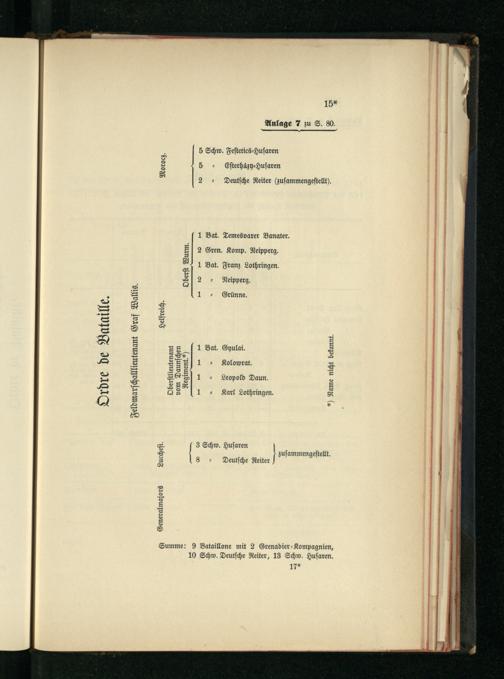 15*
Anlage 7 zu S. 80.
Ordre de Bataille.
Feldmarschalllieutenant Graf Wallis.
Morocz.
5 Schw. Festetics-Husaren
5 „ Esterházy-Husaren
2 „ Deutsche Reiter (zusammengestellt).
Helfreich.
Oberst Wurm.
1 Bat. Temesvarer Banater.
2 Gren. Komp. Neipperg.
1 Bat. Franz Lothringen.
2 „ Neipperg.
1 „ Grünne.
Oberstlieutenant
vom Daunschen
Regiment.*)
1 Bat. Gyulai.
1 „ Kolowrat.
1 „ Leopold Daun.
1 „ Karl Lothringen.
*) Name nicht bekannt.
Generalmajors
Lucchesi.
3 Schw. Husaren
8 „ Deutsche Reiter
zusammengestellt.
Summe: 9 Bataillone mit 2 Grenadier-Kompagnien,
10 Schw. Deutsche Reiter, 13 Schw. Husaren.
17*